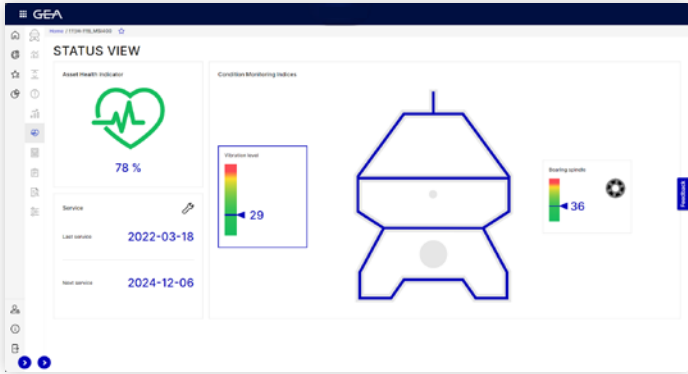 GEA
Home /
STATUS VIEW
Asset Health Indicator
78 %
Service
Last service
2022-03-18
Next service
2024-12-06
Condition Monitoring Indices
Vibration level
29
Bearing spindle
36
Feedback